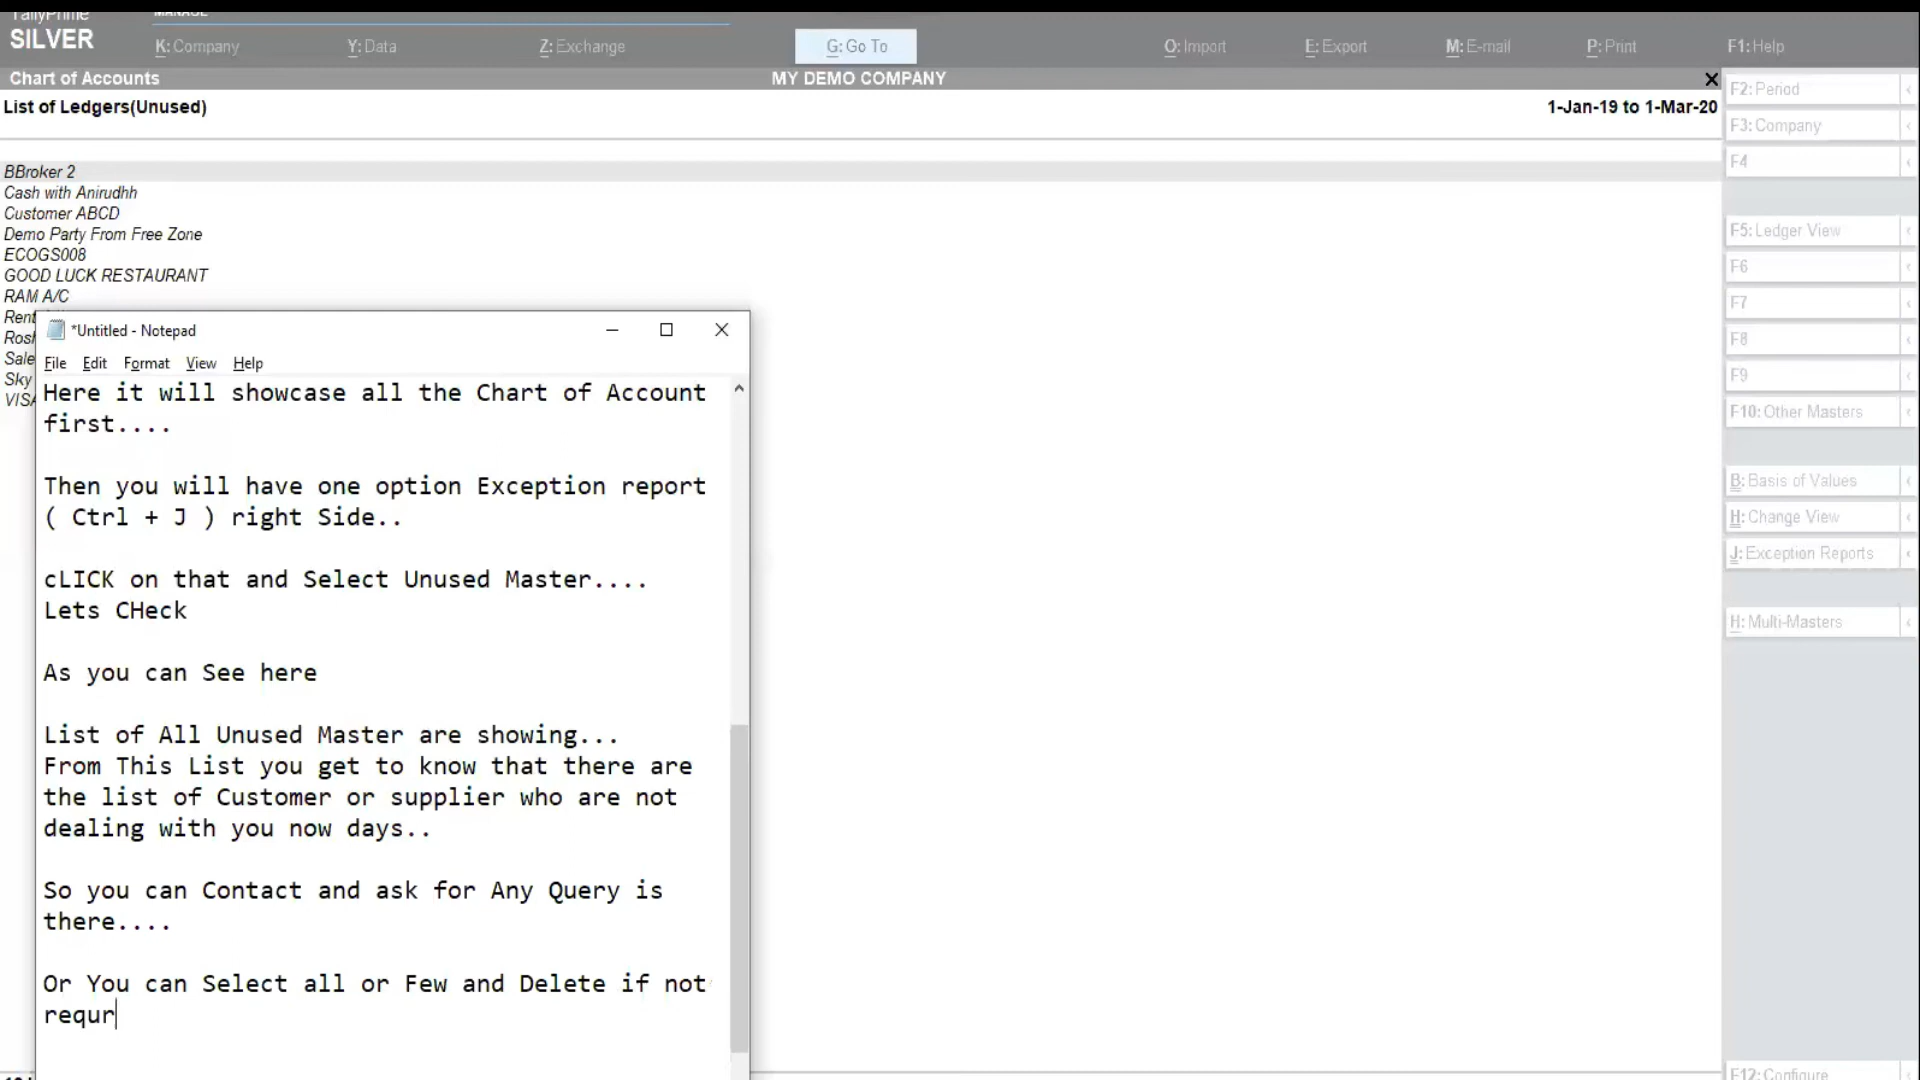 TallyPrime
MANAGE
SILVER
K: Company
Y: Data
Z: Exchange
G: Go To
O: Import
E: Export
M: E-mail
P: Print
F1: Help
Chart of Accounts
MY DEMO COMPANY
List of Ledgers(Unused)
1-Jan-19 to 1-Mar-20
BBroker 2
Cash with Anirudhh
Customer ABCD
Demo Party From Free Zone
ECOGS008
GOOD LUCK RESTAURANT
RAM A/C
Rent
Sale
Sky
VISA
*Untitled - Notepad
File Edit Format View Help
Here it will showcase all the Chart of Account
first....
Then you will have one option Exception report
( Ctrl + J ) right Side..
cLICK on that and Select Unused Master....
Lets CHeck
As you can See here
List of All Unused Master are showing...
From This List you get to know that there are
the list of Customer or supplier who are not
dealing with you now days..
So you can Contact and ask for Any Query is
there....
Or You can Select all or Few and Delete if not
requr
F2: Period
F3: Company
F4
F5: Ledger View
F6
F7
F8
F9
F10: Other Masters
B: Basis of Values
H: Change View
J: Exception Reports
H: Multi-Masters
F12: Configure